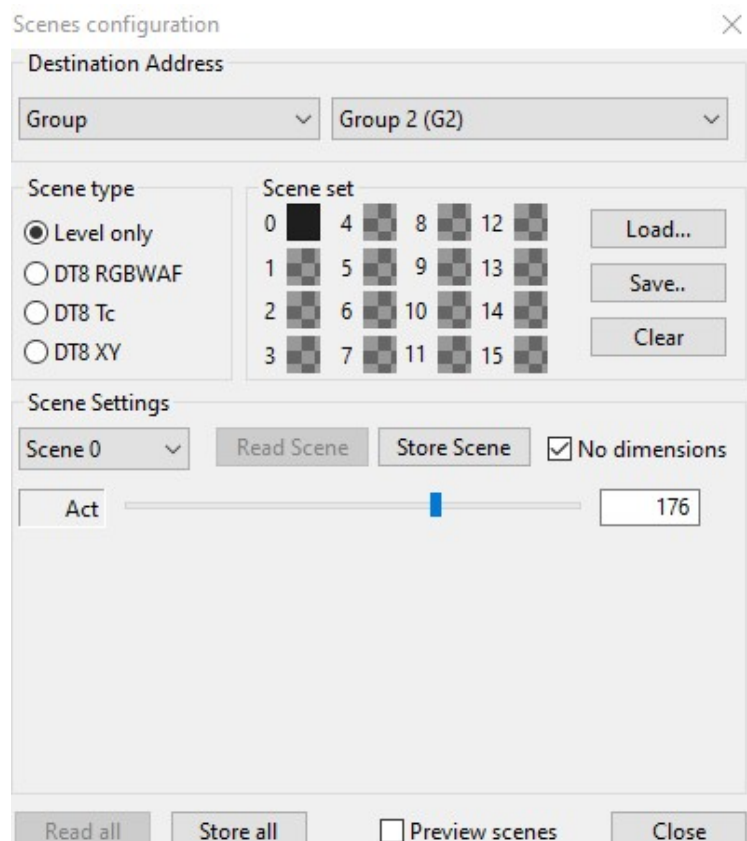 Scenes configuration
Destination Address
Group Group 2 (G2)
Scene type Scene set
Level only
DT8 RGBWAF
DT8 Tc
DT8 XY
0 4 8 12
1 5 9 13
2 6 10 14
3 7 11 15
Load...
Save..
Clear
Scene Settings
Scene 0 Read Scene Store Scene No dimensions
Act 176
Read all Store all Preview scenes Close